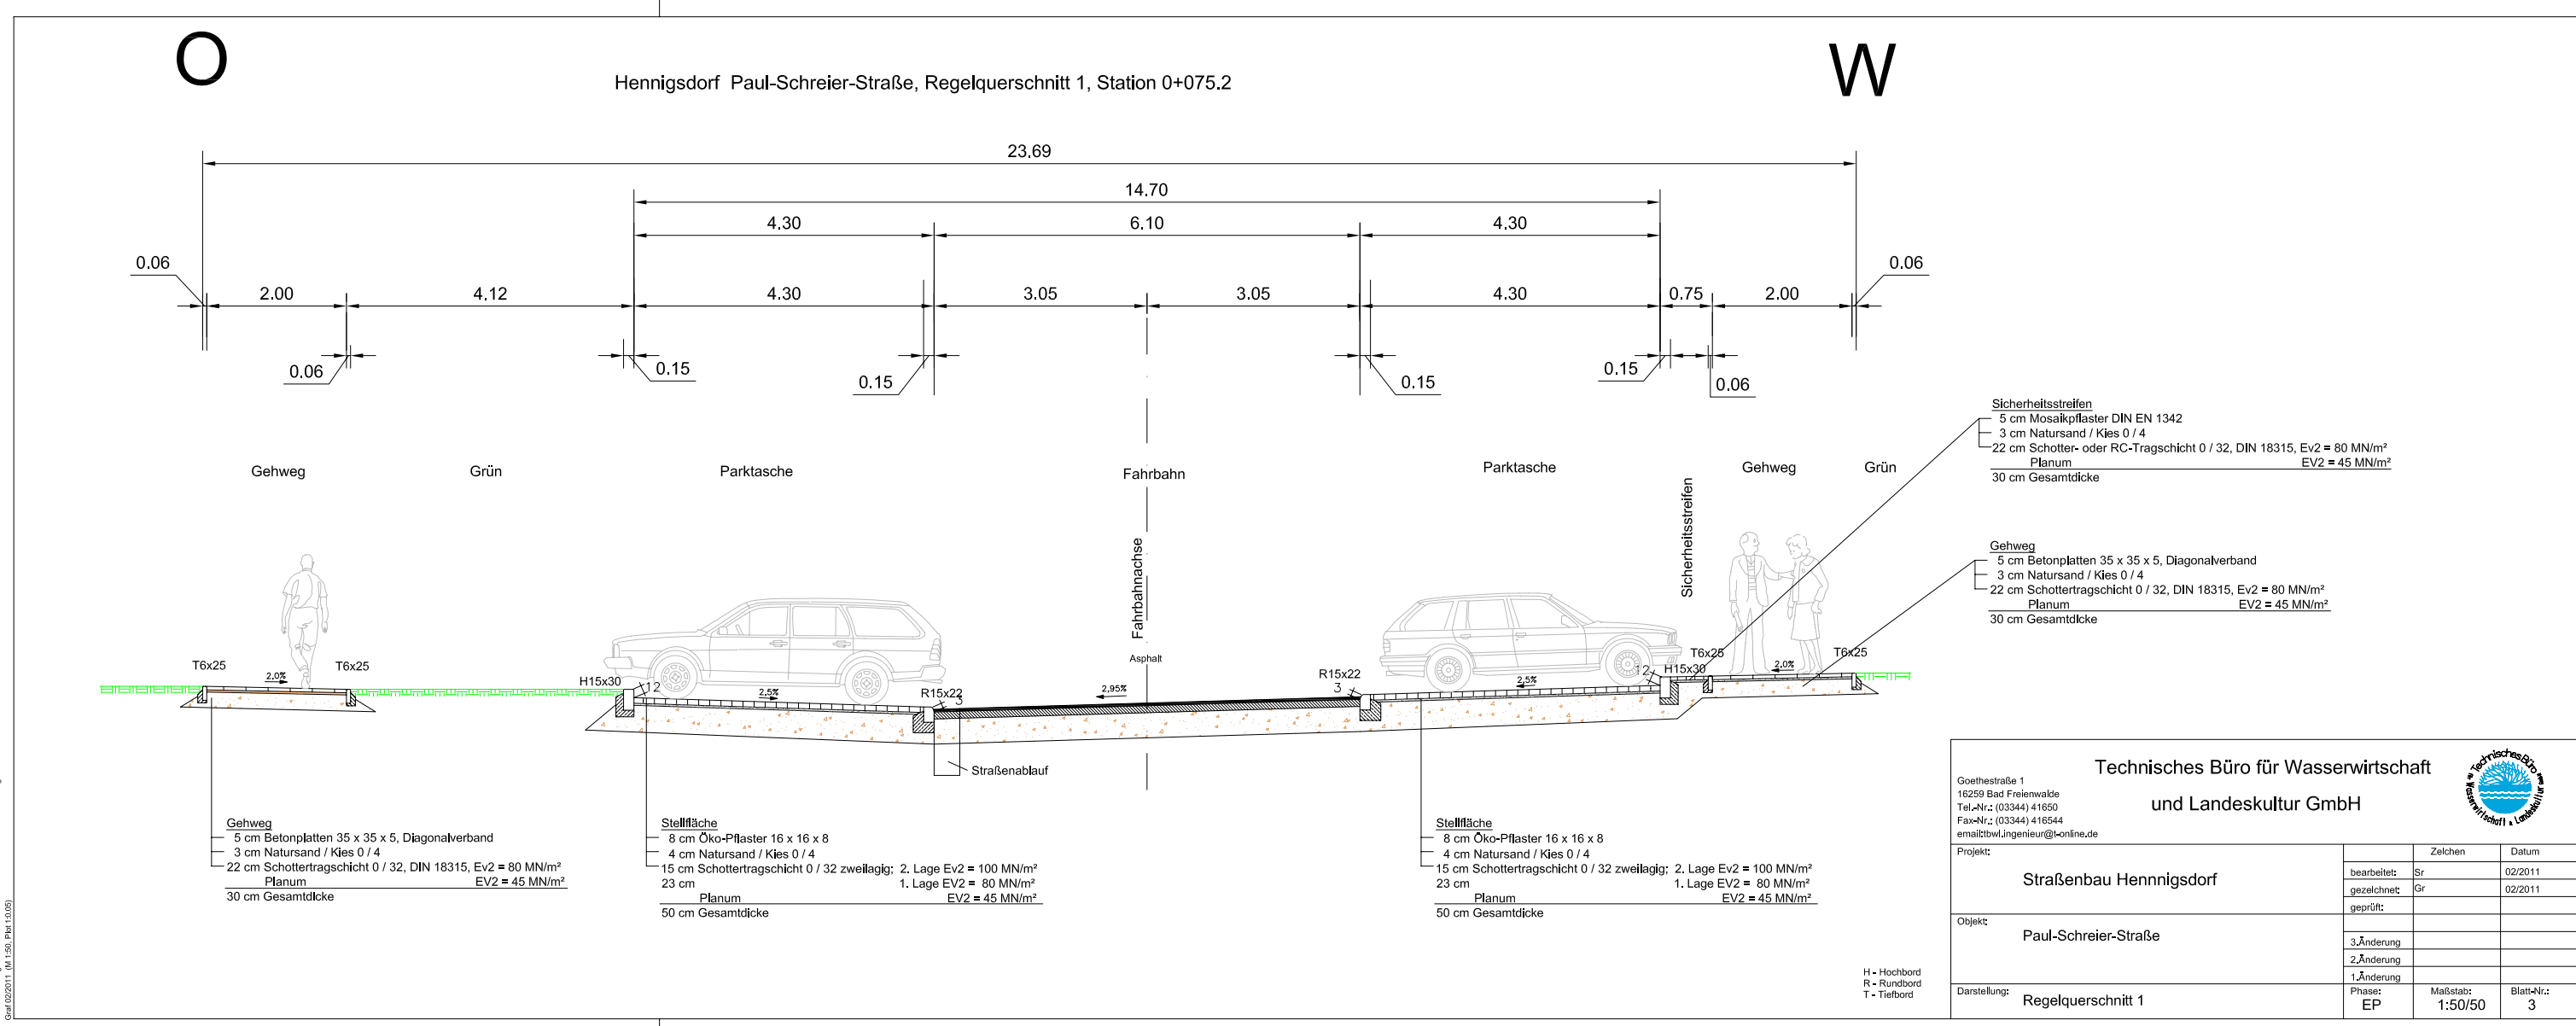 O
W
Hennigsdorf  Paul-Schreier-Straße, Regelquerschnitt 1, Station 0+075.2
23.69
14.70
4.30
6.10
4.30
0.06
0.06
2.00
4.12
4.30
3.05
3.05
4.30
0.75
2.00
0.06
0.15
0.15
0.15
0.15
0.06
Gehweg
Grün
Parktasche
Fahrbahn
Parktasche
Gehweg
Grün
Sicherheitsstreifen
Fahrbahnachse
Asphalt
Sicherheitsstreifen
5 cm Mosaikpflaster DIN EN 1342
3 cm Natursand / Kies 0 / 4
22 cm Schotter- oder RC-Tragschicht 0 / 32, DIN 18315, Ev2 = 80 MN/m²
Planum EV2 = 45 MN/m²
30 cm Gesamtdicke
Gehweg
5 cm Betonplatten 35 x 35 x 5, Diagonalverband
3 cm Natursand / Kies 0 / 4
22 cm Schottertragschicht 0 / 32, DIN 18315, Ev2 = 80 MN/m²
Planum EV2 = 45 MN/m²
30 cm Gesamtdicke
T6x25
2,0%
T6x25
H15x30
12
2,5%
R15x22
3
2,95%
R15x22
3
2,5%
12
H15x30
T6x25
2,0%
T6x25
Straßenablauf
Gehweg
5 cm Betonplatten 35 x 35 x 5, Diagonalverband
3 cm Natursand / Kies 0 / 4
22 cm Schottertragschicht 0 / 32, DIN 18315, Ev2 = 80 MN/m²
Planum EV2 = 45 MN/m²
30 cm Gesamtdicke
Stellfläche
8 cm Öko-Pflaster 16 x 16 x 8
4 cm Natursand / Kies 0 / 4
15 cm Schottertragschicht 0 / 32 zweilagig; 2. Lage Ev2 = 100 MN/m²
23 cm 1. Lage EV2 = 80 MN/m²
Planum EV2 = 45 MN/m²
50 cm Gesamtdicke
Stellfläche
8 cm Öko-Pflaster 16 x 16 x 8
4 cm Natursand / Kies 0 / 4
15 cm Schottertragschicht 0 / 32 zweilagig; 2. Lage Ev2 = 100 MN/m²
23 cm 1. Lage EV2 = 80 MN/m²
Planum EV2 = 45 MN/m²
50 cm Gesamtdicke
H - Hochbord
R - Rundbord
T - Tiefbord
Technisches Büro für Wasserwirtschaft
und Landeskultur GmbH
Goethestraße 1
16259 Bad Freienwalde
Tel.-Nr.: (03344) 41650
Fax-Nr.: (03344) 416544
email:tbwl.ingenieur@t-online.de
Technisches Büro für Wasserwirtschaft u. Landeskultur
Projekt:
Straßenbau Hennnigsdorf
Zeichen
Datum
bearbeitet: Sr 02/2011
gezeichnet: Gr 02/2011
geprüft:
Objekt:
Paul-Schreier-Straße
3.Änderung
2.Änderung
1.Änderung
Darstellung:
Regelquerschnitt 1
Phase:
EP
Maßstab:
1:50/50
Blatt-Nr.:
3
Graf 02/2011 (M 1:50, Plot 1:0.05)